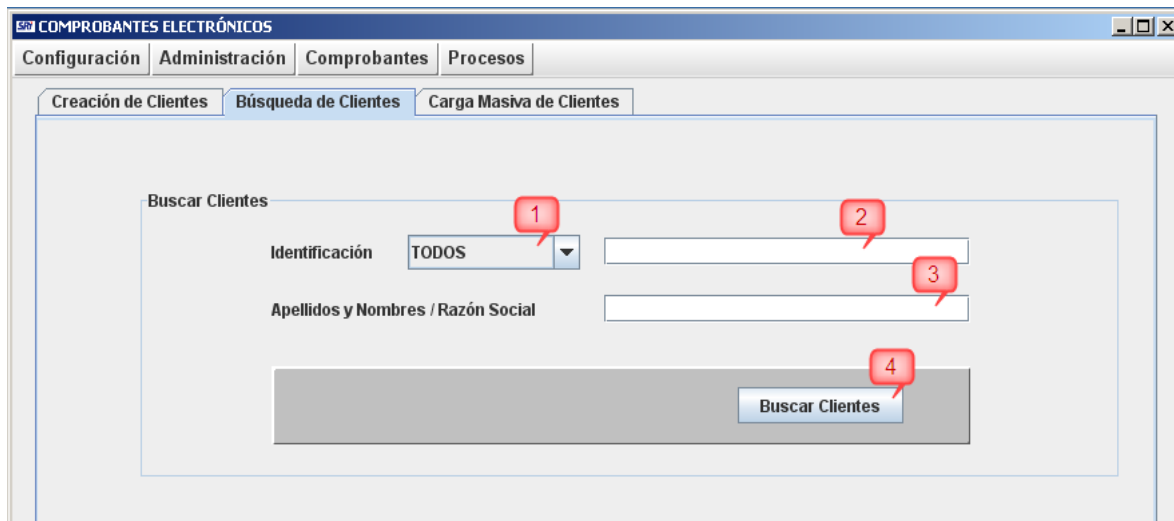 SRI COMPROBANTES ELECTRÓNICOS
Configuración Administración Comprobantes Procesos
Creación de Clientes Búsqueda de Clientes Carga Masiva de Clientes
Buscar Clientes
1
2
Identificación TODOS
3
Apellidos y Nombres / Razón Social
4
Buscar Clientes